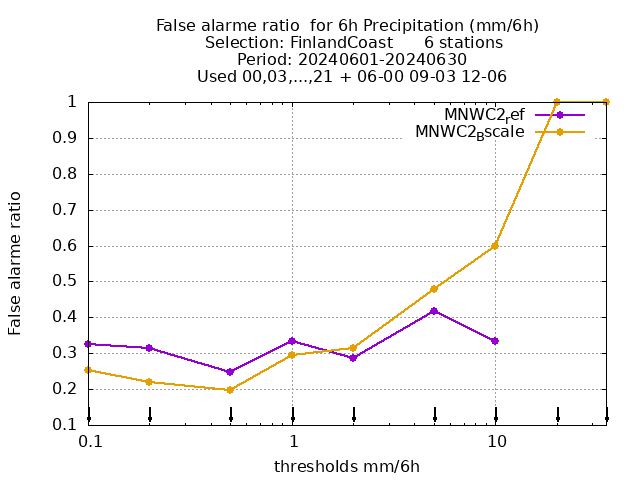 False alarme ratio  for 6h Precipitation (mm/6h)
Selection: FinlandCoast      6 stations
Period: 20240601-20240630
Used 00,03,...,21 + 06-00 09-03 12-06
MNWC2ref
MNWC2Bscale
1
0.9
0.8
0.7
0.6
0.5
0.4
0.3
0.2
0.1
False alarme ratio
0.1 1 10
thresholds mm/6h